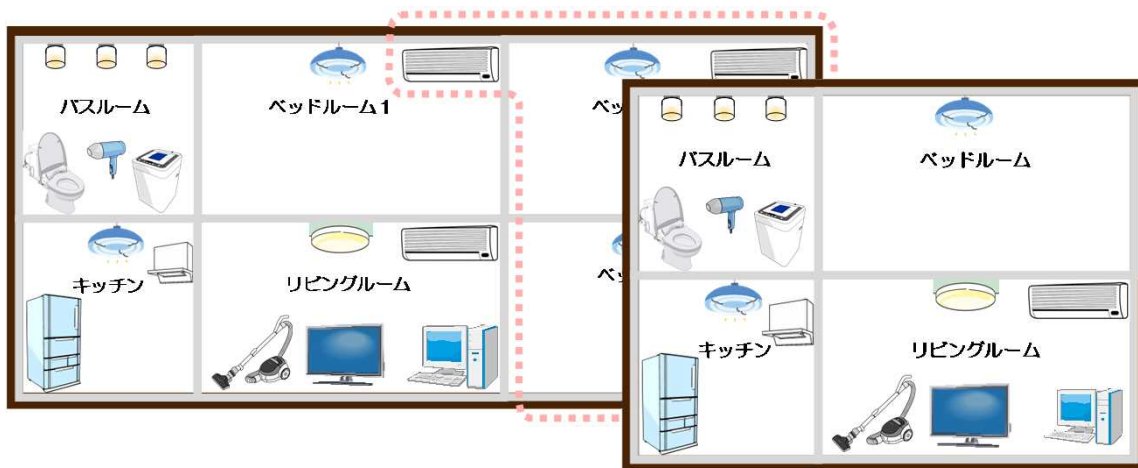 バスルーム
ベッドルーム1
キッチン
リビングルーム
バスルーム
ベッドルーム
キッチン
リビングルーム